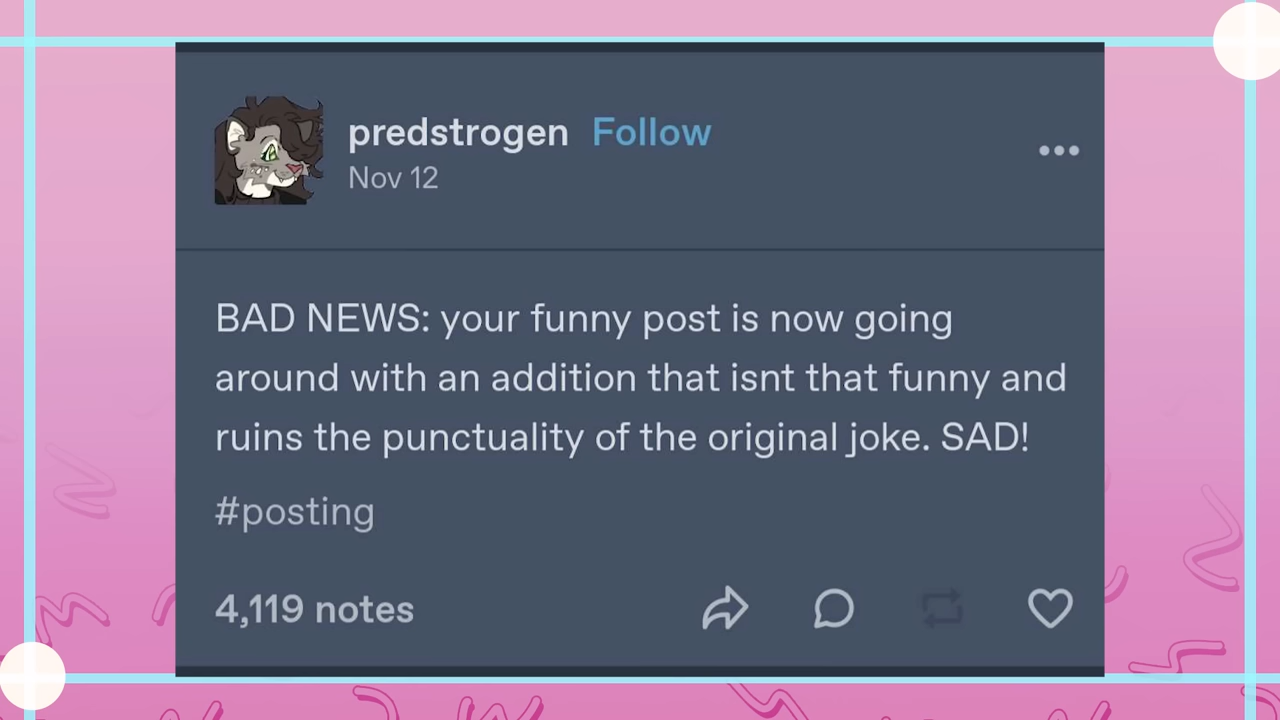 predstrogen Follow
Nov 12
BAD NEWS: your funny post is now going
around with an addition that isnt that funny and
ruins the punctuality of the original joke. SAD!
#posting
4,119 notes